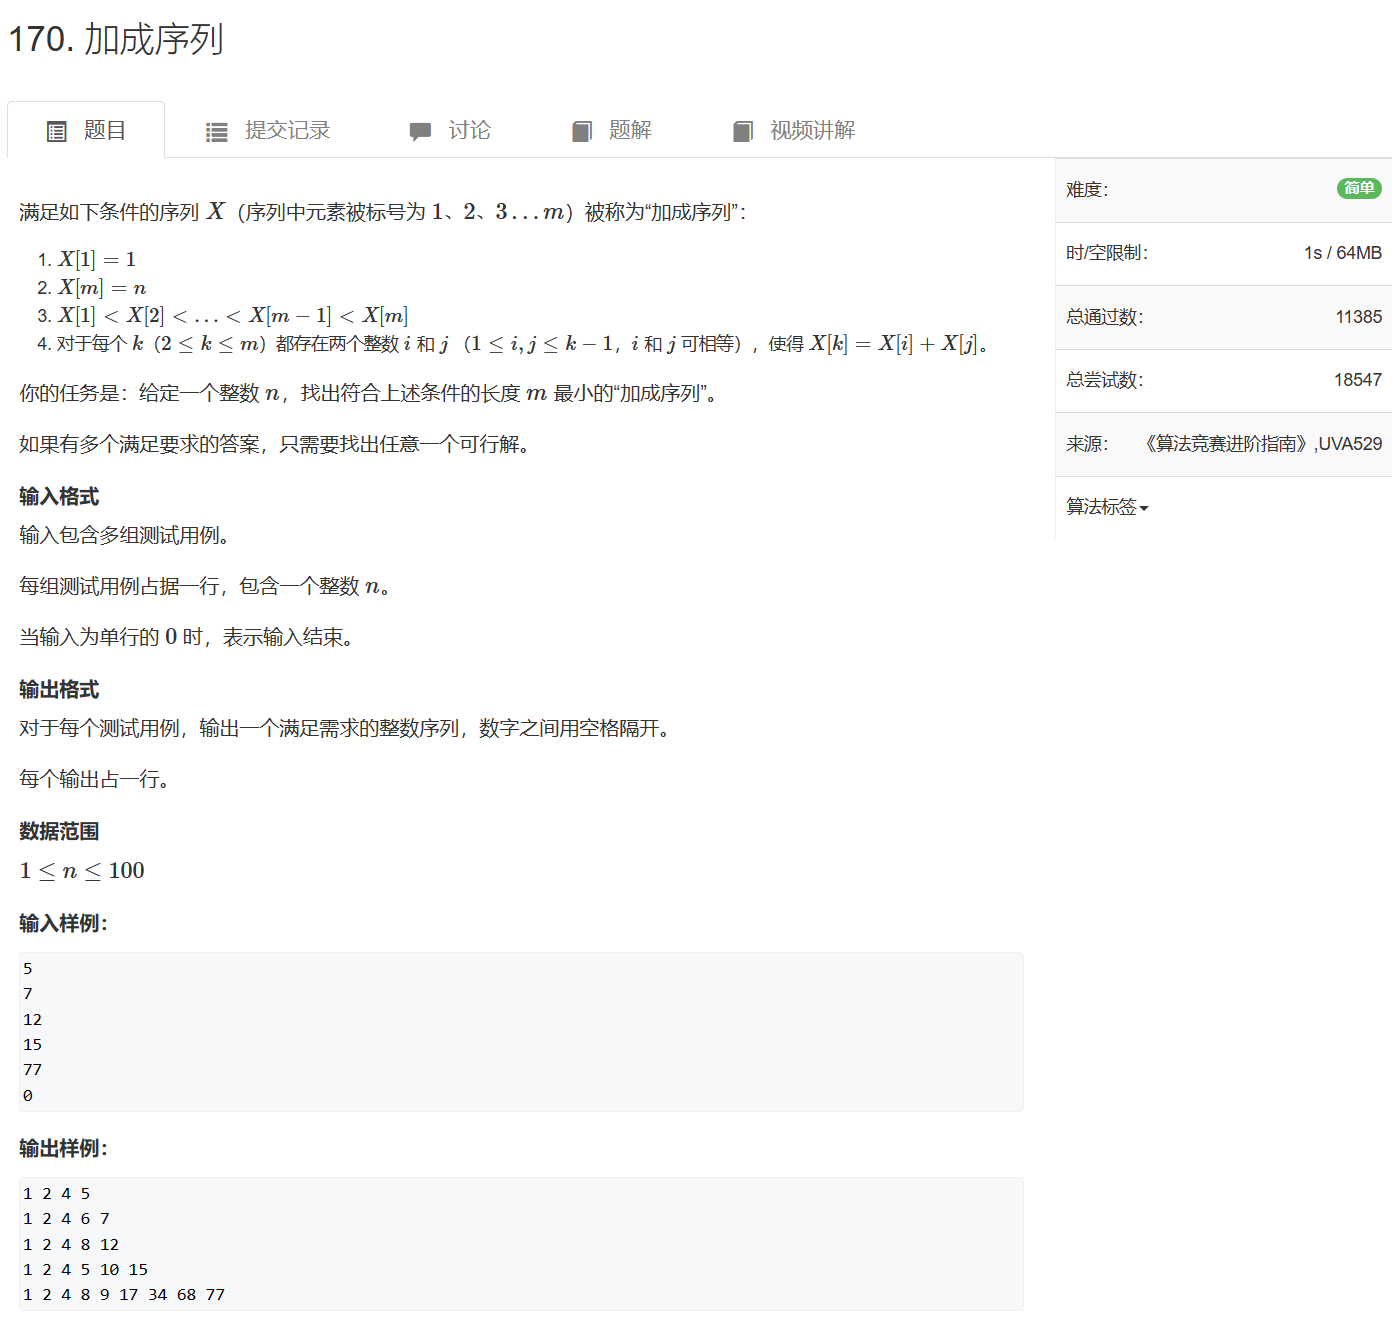 170. 加成序列
题目
提交记录
讨论
题解
视频讲解
满足如下条件的序列 X（序列中元素被标号为 1、2、3…m）被称为“加成序列”：
1. X[1] = 1
2. X[m] = n
3. X[1] < X[2] < … < X[m − 1] < X[m]
4. 对于每个 k（2 ≤ k ≤ m）都存在两个整数 i 和 j （1 ≤ i, j ≤ k − 1，i 和 j 可相等），使得 X[k] = X[i] + X[j]。
你的任务是：给定一个整数 n，找出符合上述条件的长度 m 最小的“加成序列”。
如果有多个满足要求的答案，只需要找出任意一个可行解。
输入格式
输入包含多组测试用例。
每组测试用例占据一行，包含一个整数 n。
当输入为单行的 0 时，表示输入结束。
输出格式
对于每个测试用例，输出一个满足需求的整数序列，数字之间用空格隔开。
每个输出占一行。
数据范围
1 ≤ n ≤ 100
输入样例：
5
7
12
15
77
0
输出样例：
1 2 4 5
1 2 4 6 7
1 2 4 8 12
1 2 4 5 10 15
1 2 4 8 9 17 34 68 77
难度： 简单
时/空限制： 1s / 64MB
总通过数： 11385
总尝试数： 18547
来源： 《算法竞赛进阶指南》,UVA529
算法标签